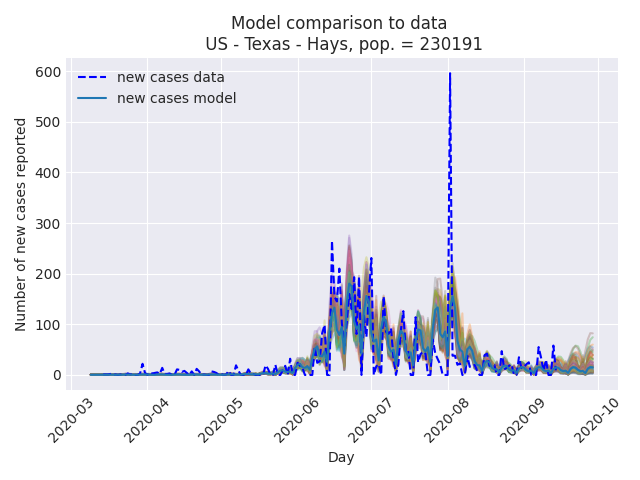 Model comparison to data
US - Texas - Hays, pop. = 230191
new cases data
new cases model
Number of new cases reported
600
500
400
300
200
100
0
2020-03
2020-04
2020-05
2020-06
2020-07
2020-08
2020-09
2020-10
Day